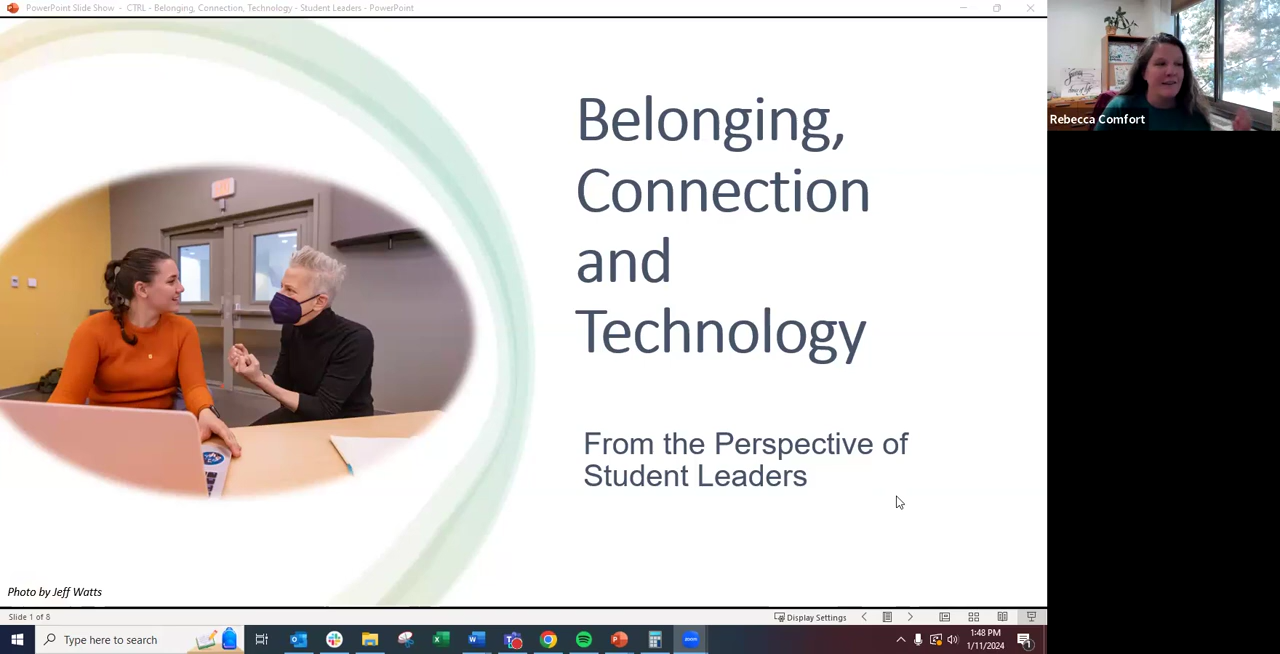 PowerPoint Slide Show - CTRL - Belonging, Connection, Technology - Student Leaders - PowerPoint
Rebecca Comfort
Belonging,
Connection
and
Technology
From the Perspective of
Student Leaders
Photo by Jeff Watts
Slide 1 of 8
Display Settings
Type here to search
zoom
1:48 PM
1/11/2024
1